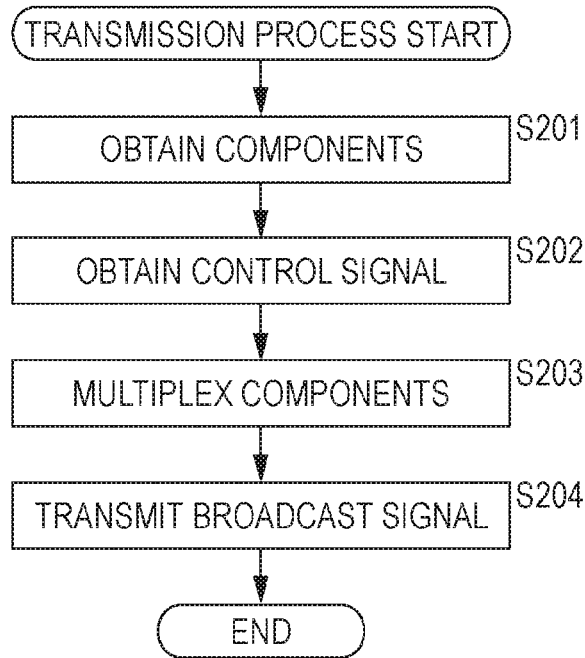 TRANSMISSION PROCESS START
OBTAIN COMPONENTS
S201
OBTAIN CONTROL SIGNAL
S202
MULTIPLEX COMPONENTS
S203
TRANSMIT BROADCAST SIGNAL
S204
END